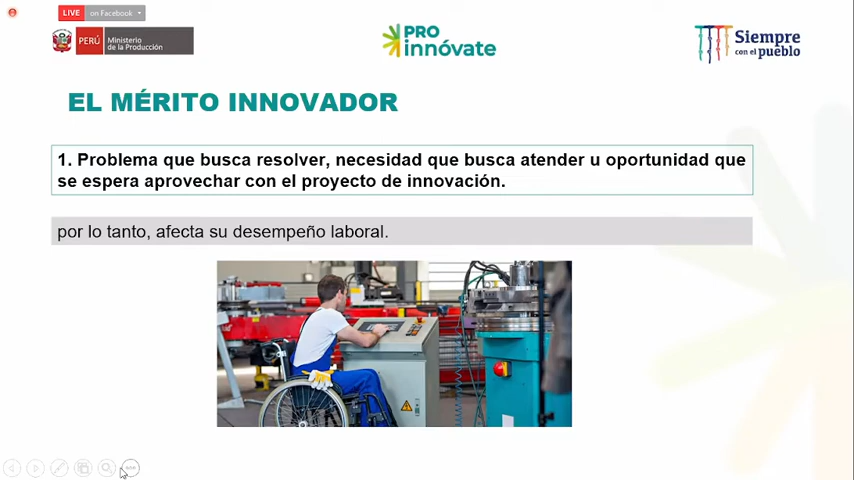 LIVE on Facebook
PERÚ Ministerio
de la Producción
PRO
innóvate
Siempre
con el pueblo
EL MÉRITO INNOVADOR
1. Problema que busca resolver, necesidad que busca atender u oportunidad que
se espera aprovechar con el proyecto de innovación.
por lo tanto, afecta su desempeño laboral.